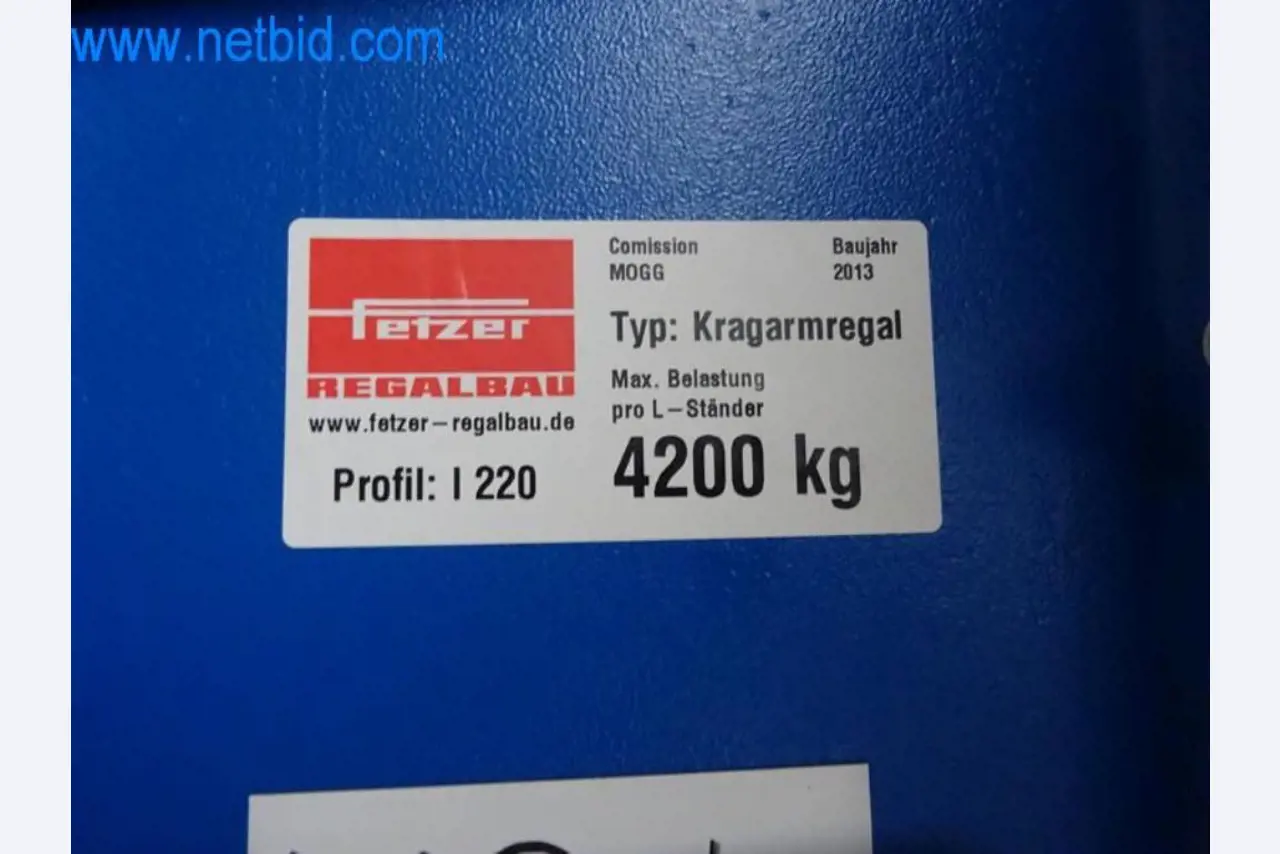 www.netbid.com
fetzer
REGALBAU
www.fetzer-regalbau.de
Profil: I 220
Comission
MOGG
Baujahr
2013
Typ: Kragarmregal
Max. Belastung
pro L-Ständer
4200 kg